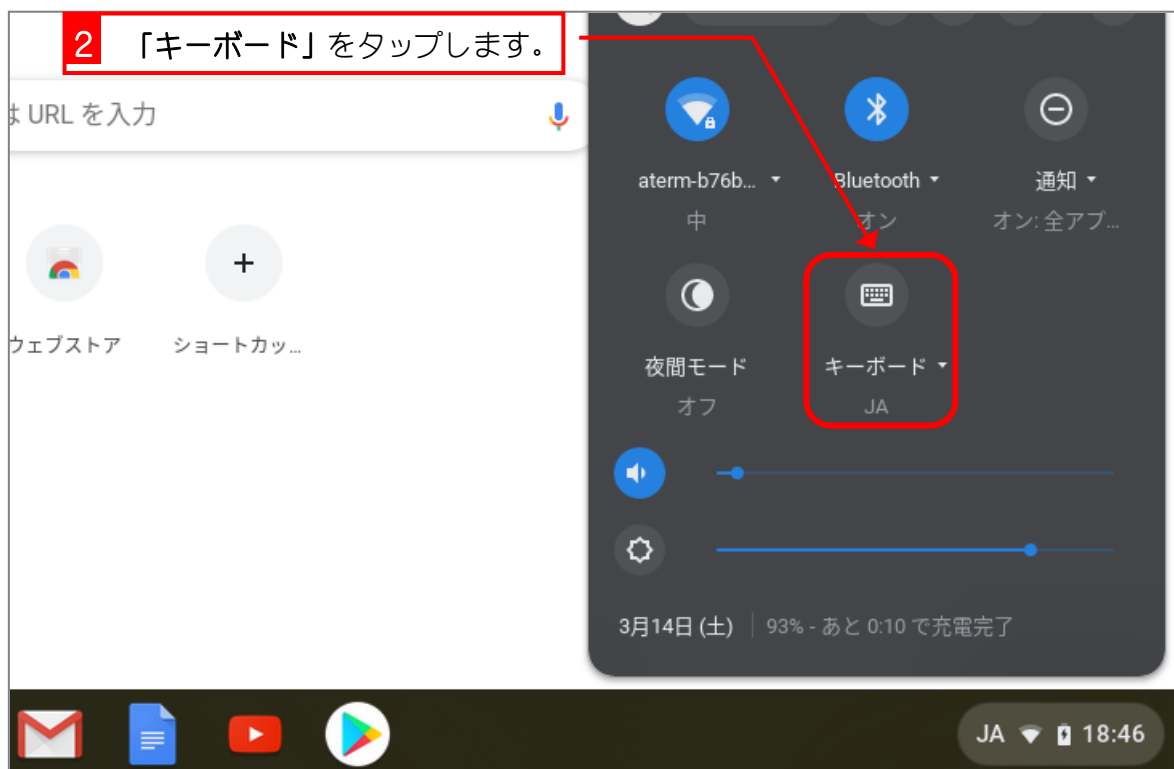 2 「キーボード」をタップします。
は URL を入力
aterm-b76b...
Bluetooth
通知
中
オン
オン: 全アプ...
ウェブストア
ショートカッ...
夜間モード
キーボード
オフ
JA
3月14日 (土) 93% - あと 0:10 で充電完了
JA 18:46